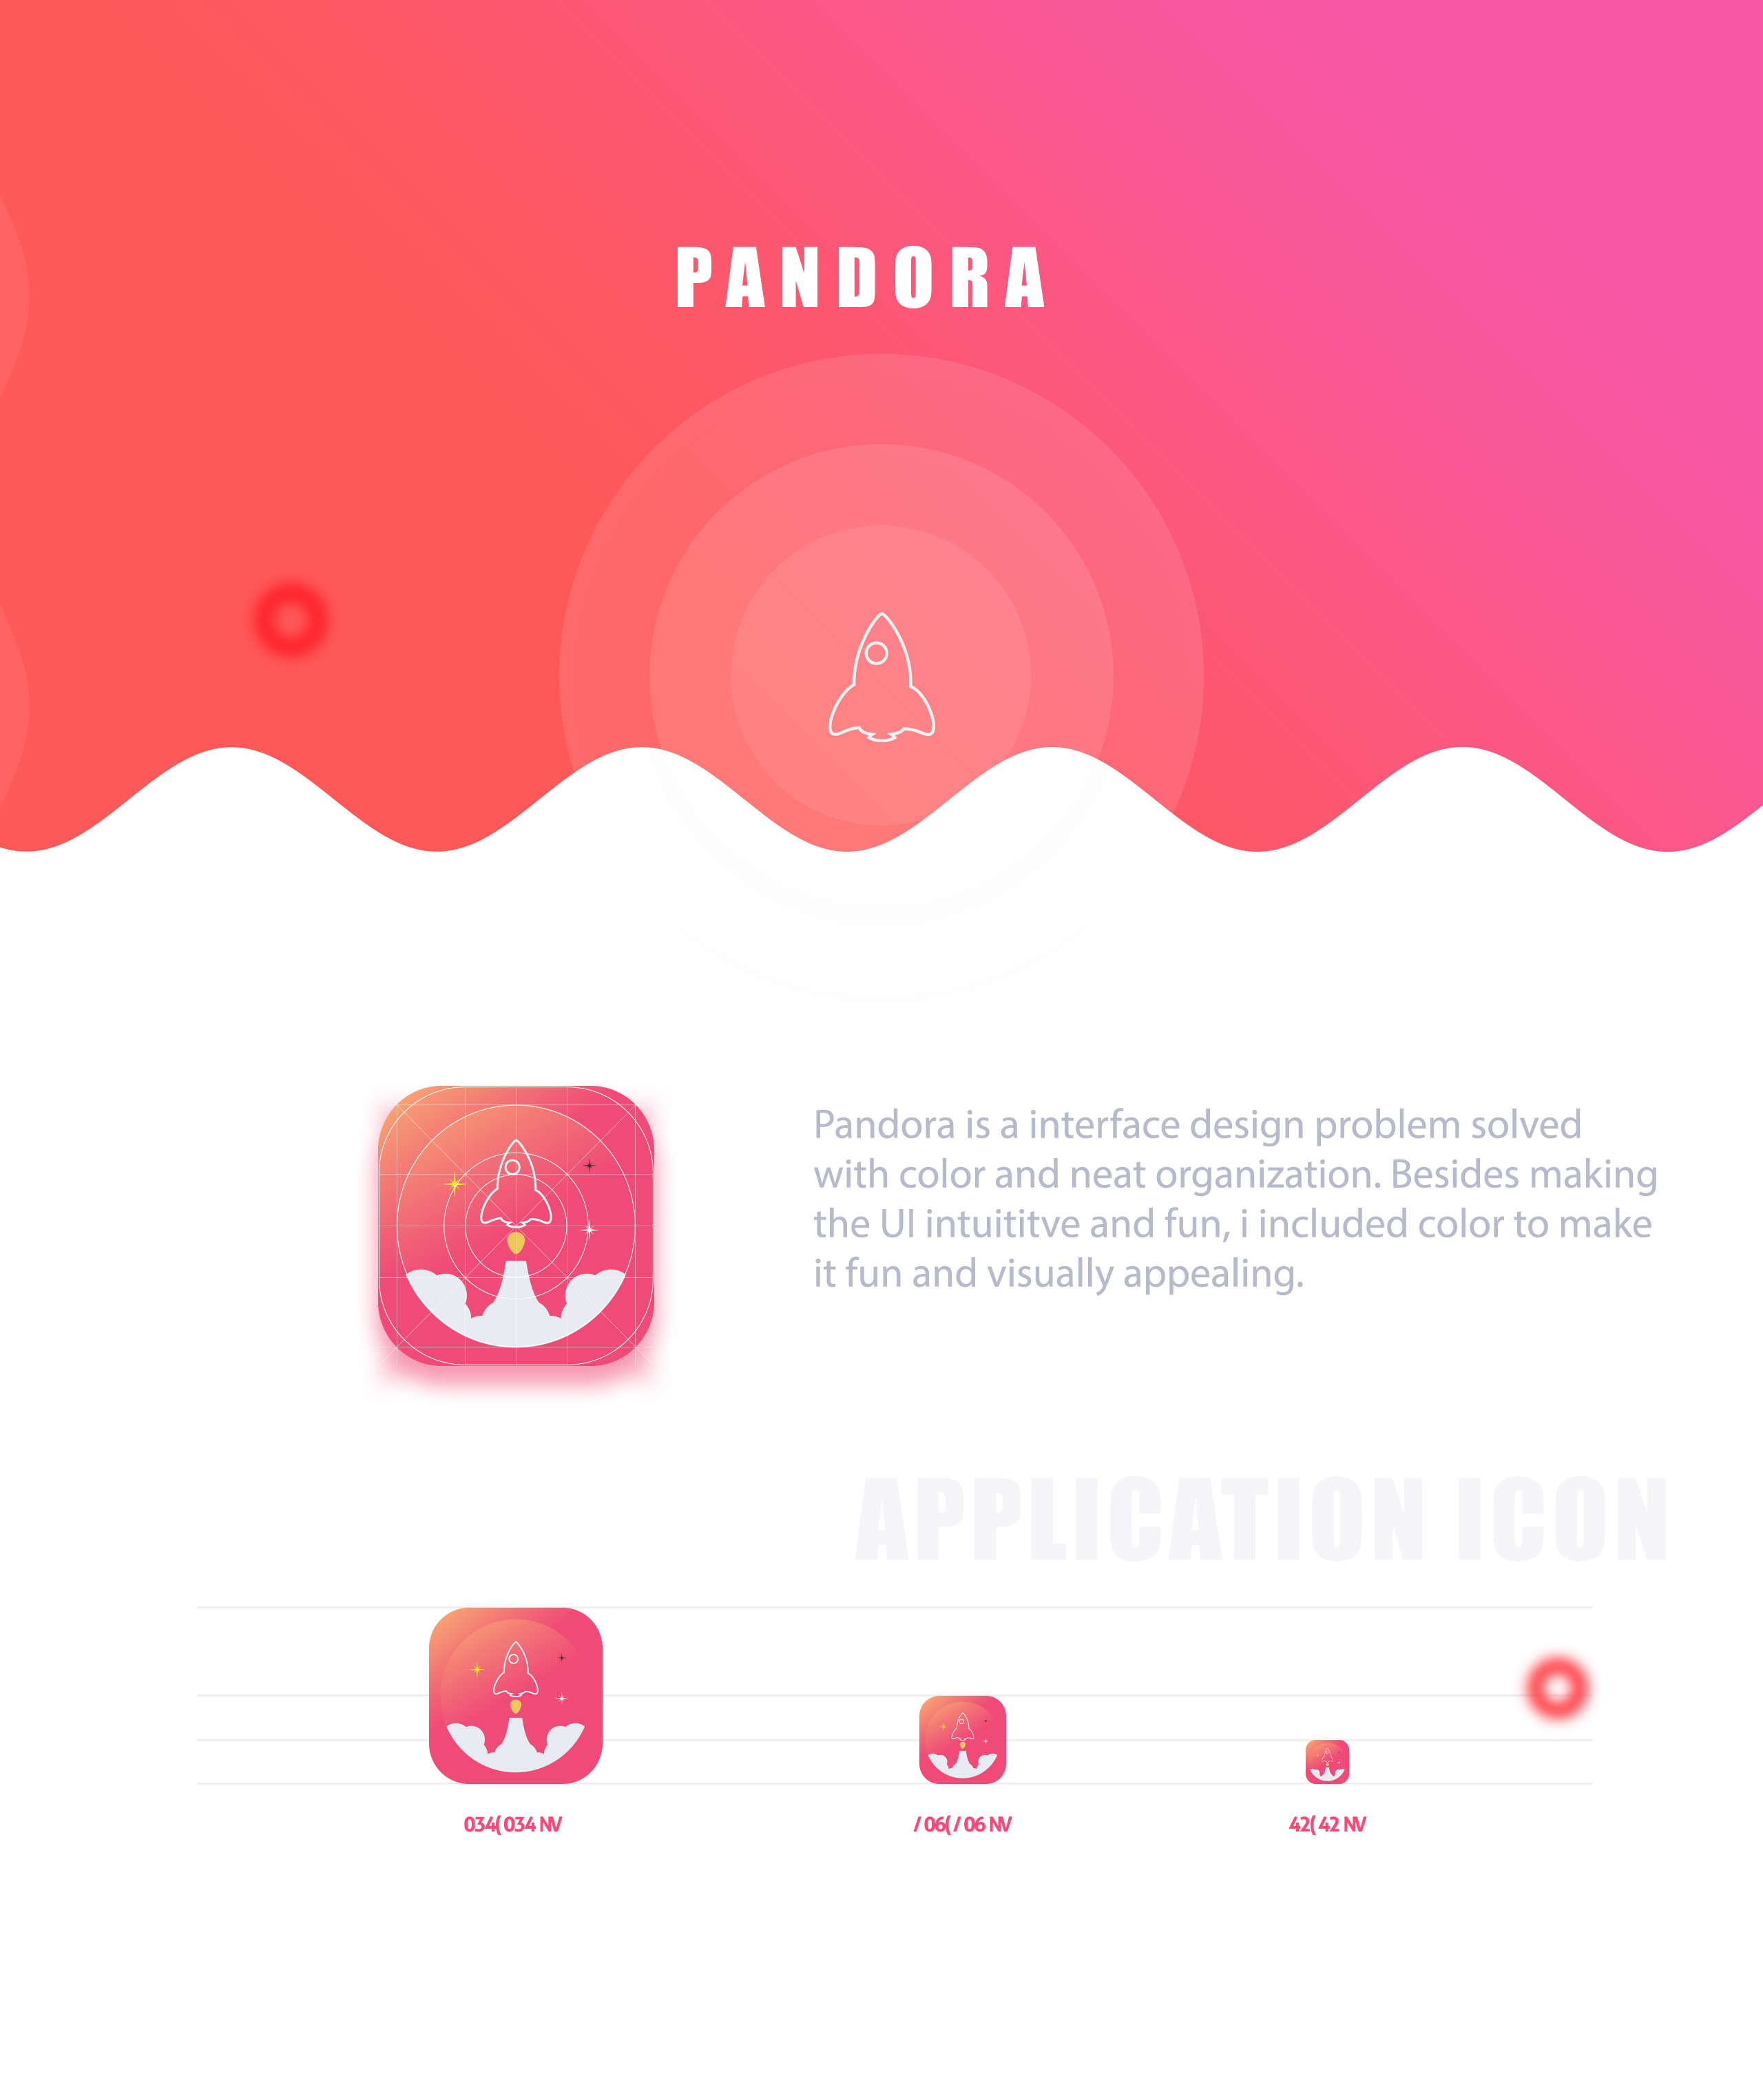 PANDORA
Pandora is a interface design problem solved
with color and neat organization. Besides making
the UI intuititve and fun, i included color to make
it fun and visually appealing.
APPLICATION ICON
034( 034 NV
/ 06( / 06 NV
42( 42 NV